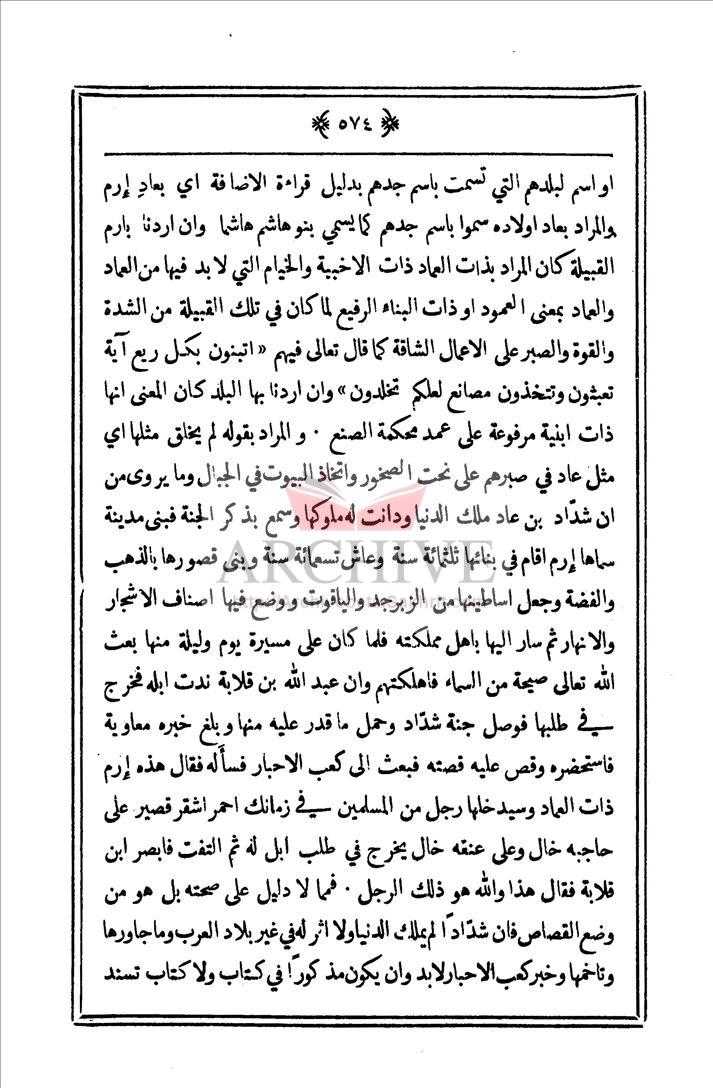 ﴿ ٥٧٤ ﴾
او اسم لبلدهم التي تسمت باسم جدهم بدليل قراءة الاضافة اي بعادِ إرم
والمراد بعاد اولاده سموا باسم جدهم كما يسمى بنو هاشم هاشما وان اردنا بارم
القبيلة كان المراد بذات العماد ذات الاخبية والخيام التي لا بد فيها من العماد
والعماد بمعنى العمود او ذات البناء الرفيع لما كان في تلك القبيلة من الشدة
والقوة والصبر على الاعمال الشاقة كما قال تعالى فيهم « اتبنون بكل ريع آية
تعبثون وتتخذون مصانع لعلكم تخلدون» وان اردنا بها البلد كان المعنى انها
ذات ابنية مرفوعة على عمد محكمة الصنع ٠ و المراد بقوله لم يخلق مثلها اي
مثل عاد في صبرهم على نحت الصخور واتخاذ البيوت في الجبال وما يروى من
ان شدّاد بن عاد ملك الدنيا ودانت له ملوكها وسمع بذكر الجنة فبنى مدينة
سماها إرم اقام في بنائها ثلثمائة سنة وعاش تسعمائة سنة وبنى قصورها بالذهب
والفضة وجعل اساطينها من الزبرجد والياقوت ووضع فيها اصناف الاشجار
والانهار ثم سار اليها باهل مملكته فلما كان على مسيرة يوم وليلة منها بعث
الله تعالى صيحة من السماء فاهلكتهم وان عبد الله بن قلابة ندت ابله فخرج
في طلبها فوصل جنة شدّاد وحمل ما قدر عليه منها وبلغ خبره معاوية
فاستحضره وقص عليه قصته فبعث الى كعب الاحبار فسأله فقال هذه إرم
ذات العماد وسيدخلها رجل من المسلمين في زمانك احمر اشقر قصير على
حاجبه خال وعلى عنقه خال يخرج في طلب ابل له ثم التفت فابصر ابن
قلابة فقال هذا والله هو ذلك الرجل ٠ فمما لا دليل على صحته بل هو من
وضع القصاص فان شدّادًا لم يملك الدنيا ولا اثر له في غير بلاد العرب وما جاورها
وتاخمها وخبر كعب الاحبار لا بد وان يكون مذكورًا في كتاب ولا كتاب تسند
ARCHIVE